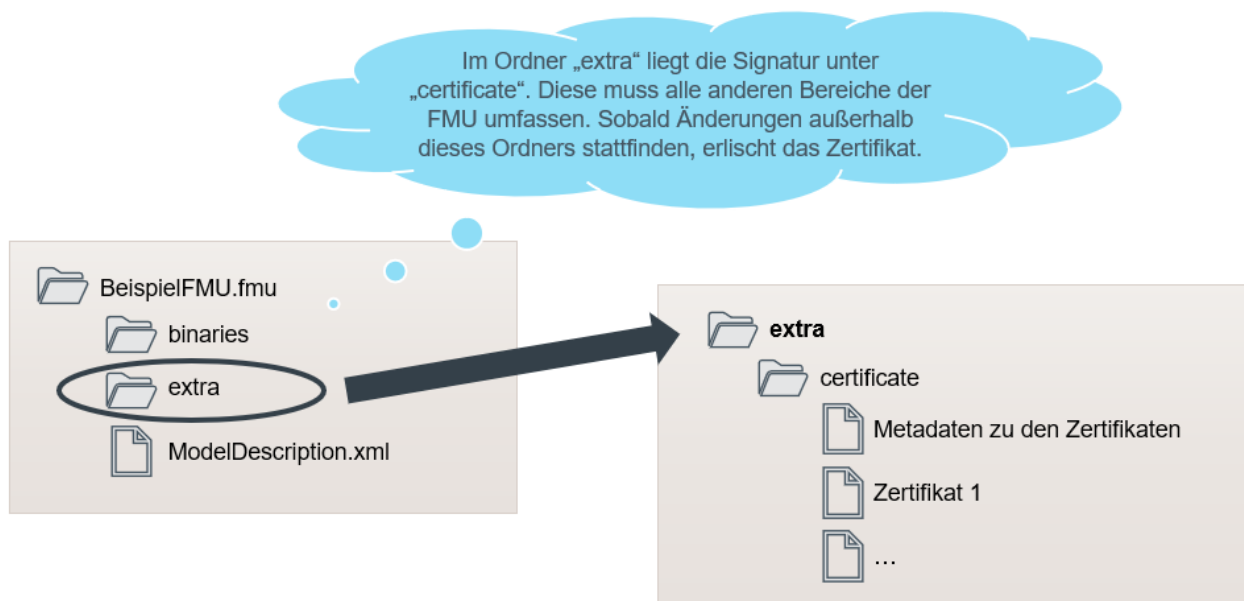 Im Ordner „extra“ liegt die Signatur unter
„certificate“. Diese muss alle anderen Bereiche der
FMU umfassen. Sobald Änderungen außerhalb
dieses Ordners stattfinden, erlischt das Zertifikat.
BeispielFMU.fmu
binaries
extra
ModelDescription.xml
extra
certificate
Metadaten zu den Zertifikaten
Zertifikat 1
...